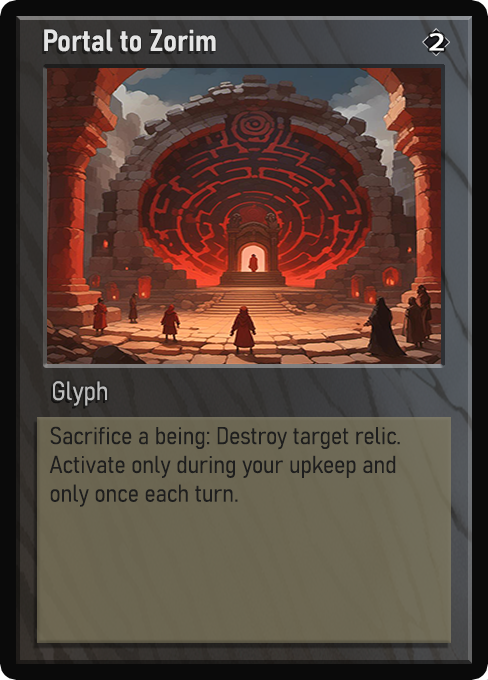 Portal to Zorim 2
Glyph
Sacrifice a being: Destroy target relic.
Activate only during your upkeep and
only once each turn.